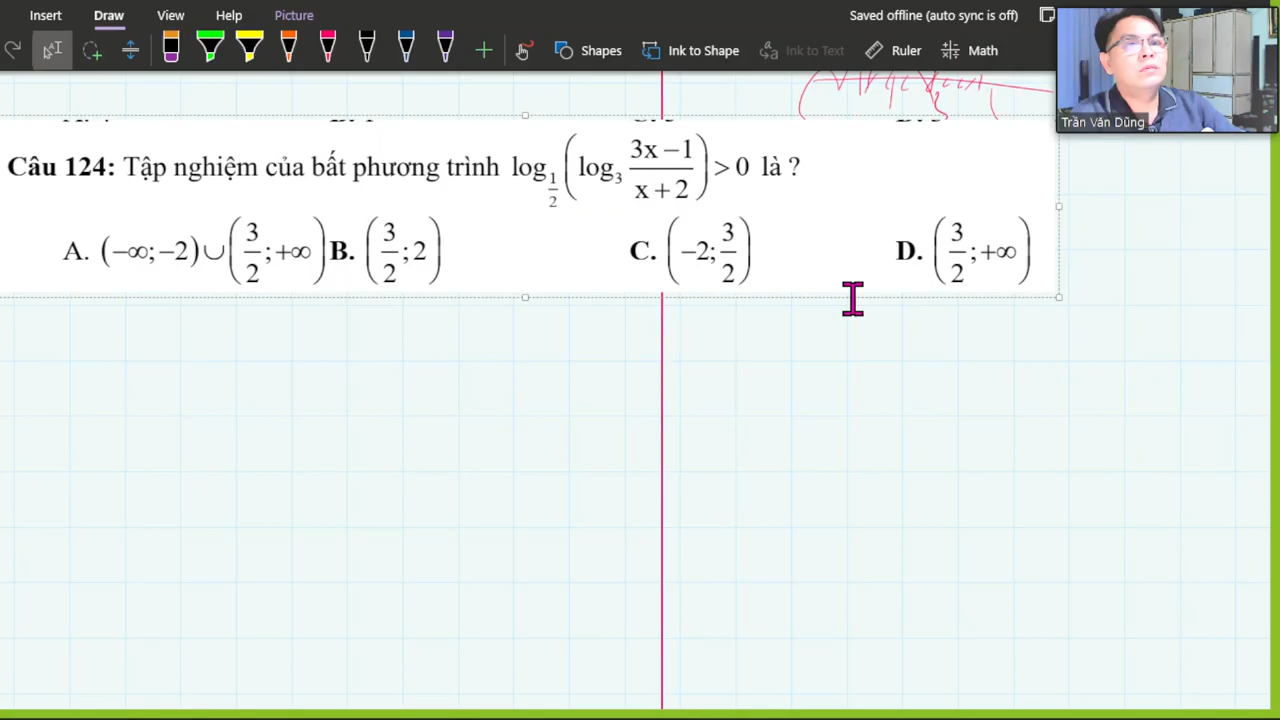 Insert Draw View Help Picture Saved offline (auto sync is off)
Shapes Ink to Shape Ink to Text Ruler Math
Trần Văn Dũng
Câu 124: Tập nghiệm của bất phương trình log_{1/2}(log_3 (3x−1)/(x+2)) > 0 là ?
A. (−∞;−2)∪(3/2;+∞) B. (3/2;2) C. (−2;3/2) D. (3/2;+∞)